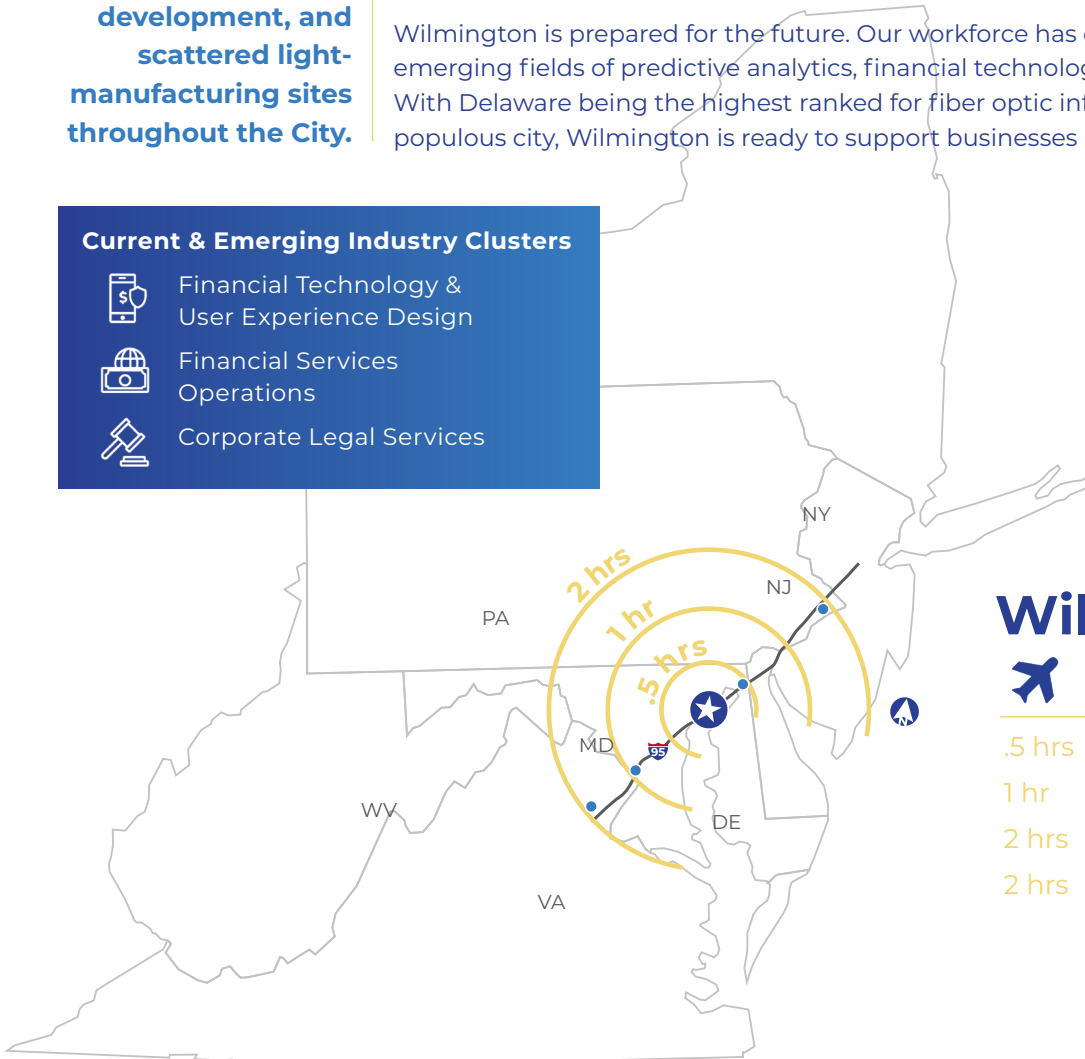 development, and
scattered light-
manufacturing sites
throughout the City.
Wilmington is prepared for the future. Our workforce has
emerging fields of predictive analytics, financial
With Delaware being the highest ranked for fiber optic
populous city, Wilmington is ready to support businesses
Current & Emerging Industry Clusters
Financial Technology &
User Experience Design
Financial Services
Operations
Corporate Legal Services
NY
NJ
PA
2 hrs
1 hr
.5 hrs
MD
95
N
WV
DE
VA
.5 hrs
1 hr
2 hrs
2 hrs